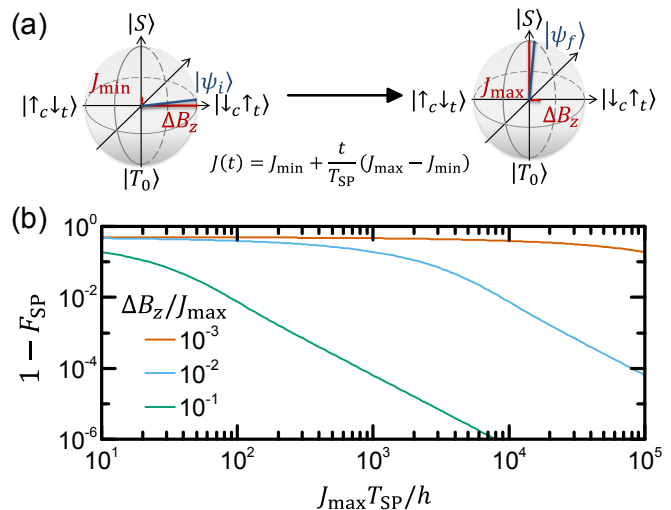 (a)
|S⟩ |S⟩
|ψ_f⟩
J_min |ψ_i⟩ J_max
|↑_c↓_t⟩ |↓_c↑_t⟩ |↑_c↓_t⟩ |↓_c↑_t⟩
ΔB_z ΔB_z
J(t) = J_min + t/T_SP (J_max − J_min)
|T_0⟩ |T_0⟩
(b)
10^0
10^-2
10^-4
10^-6
1 − F_SP
ΔB_z/J_max
10^-3
10^-2
10^-1
10^1 10^2 10^3 10^4 10^5
J_max T_SP/h